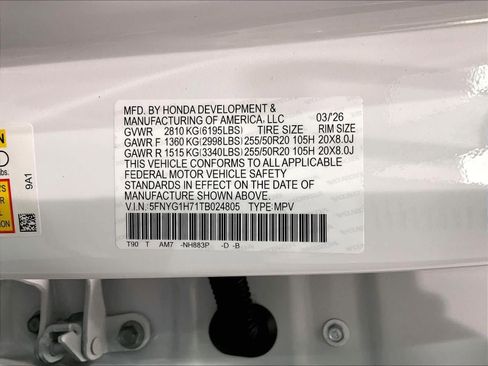 MFD. BY HONDA DEVELOPMENT &
MANUFACTURING OF AMERICA, LLC 03/'26
GVWR 2810 KG (6195LBS) TIRE SIZE RIM SIZE
GAWR F 1360 KG (2998LBS) 255/50R20 105H 20X8.0J
GAWR R 1515 KG (3340LBS) 255/50R20 105H 20X8.0J
THIS VEHICLE CONFORMS TO ALL APPLICABLE
FEDERAL MOTOR VEHICLE SAFETY
STANDARDS IN EFFECT ON THE DATE OF
MANUFACTURE SHOWN ABOVE.
V.I.N. 5FNYG1H71TB024805 TYPE MPV
T90 T AM7 -NH883P -D -B
9A1